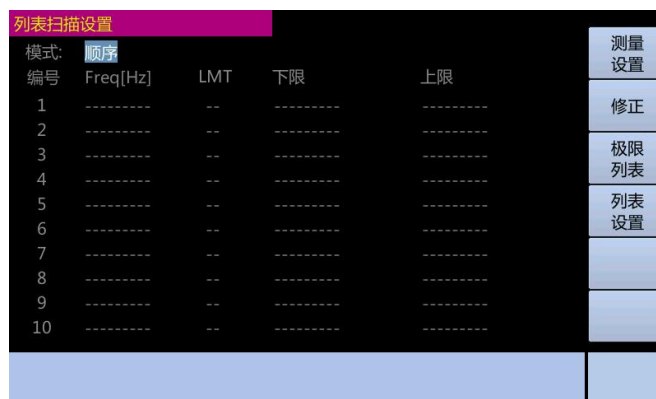 列表扫描设置
模式: 顺序
编号 Freq[Hz] LMT 下限 上限
1 --------- -- --------- ---------
2 --------- -- --------- ---------
3 --------- -- --------- ---------
4 --------- -- --------- ---------
5 --------- -- --------- ---------
6 --------- -- --------- ---------
7 --------- -- --------- ---------
8 --------- -- --------- ---------
9 --------- -- --------- ---------
10 --------- -- --------- ---------
测量
设置
修正
极限
列表
列表
设置